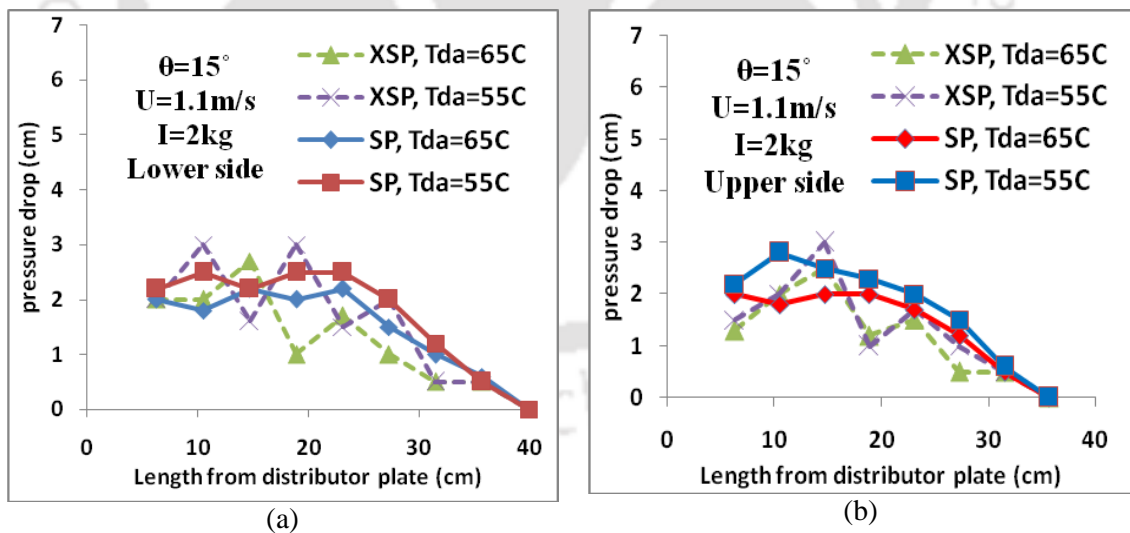 7
6
5
4
3
2
1
0
pressure drop (cm)
θ=15°
U=1.1m/s
I=2kg
Lower side
XSP, Tda=65C
XSP, Tda=55C
SP, Tda=65C
SP, Tda=55C
0 10 20 30 40
Length from distributor plate (cm)
(a)
7
6
5
4
3
2
1
0
pressure drop (cm)
θ=15°
U=1.1m/s
I=2kg
Upper side
XSP, Tda=65C
XSP, Tda=55C
SP, Tda=65C
SP, Tda=55C
0 10 20 30 40
Length from distributor plate (cm)
(b)